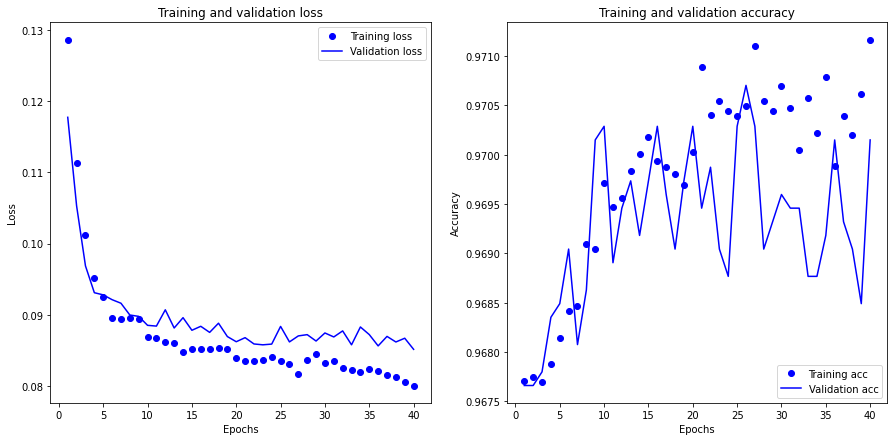 Training and validation loss
0.13
0.12
0.11
0.10
0.09
0.08
Loss
Training loss
Validation loss
0 5 10 15 20 25 30 35 40
Epochs
Training and validation accuracy
0.9710
0.9705
0.9700
0.9695
0.9690
0.9685
0.9680
0.9675
Accuracy
Training acc
Validation acc
0 5 10 15 20 25 30 35 40
Epochs